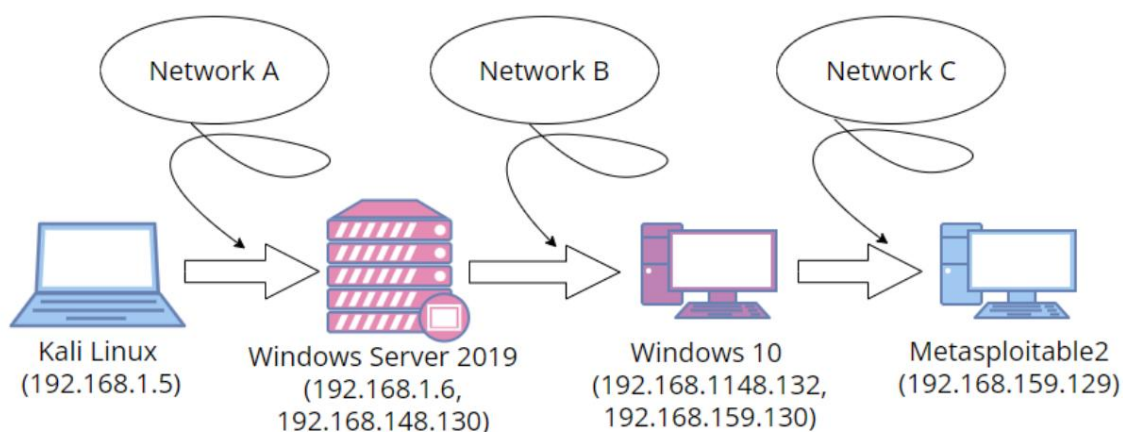 Network A
Network B
Network C
Kali Linux
(192.168.1.5)
Windows Server 2019
(192.168.1.6,
192.168.148.130)
Windows 10
(192.168.1148.132,
192.168.159.130)
Metasploitable2
(192.168.159.129)